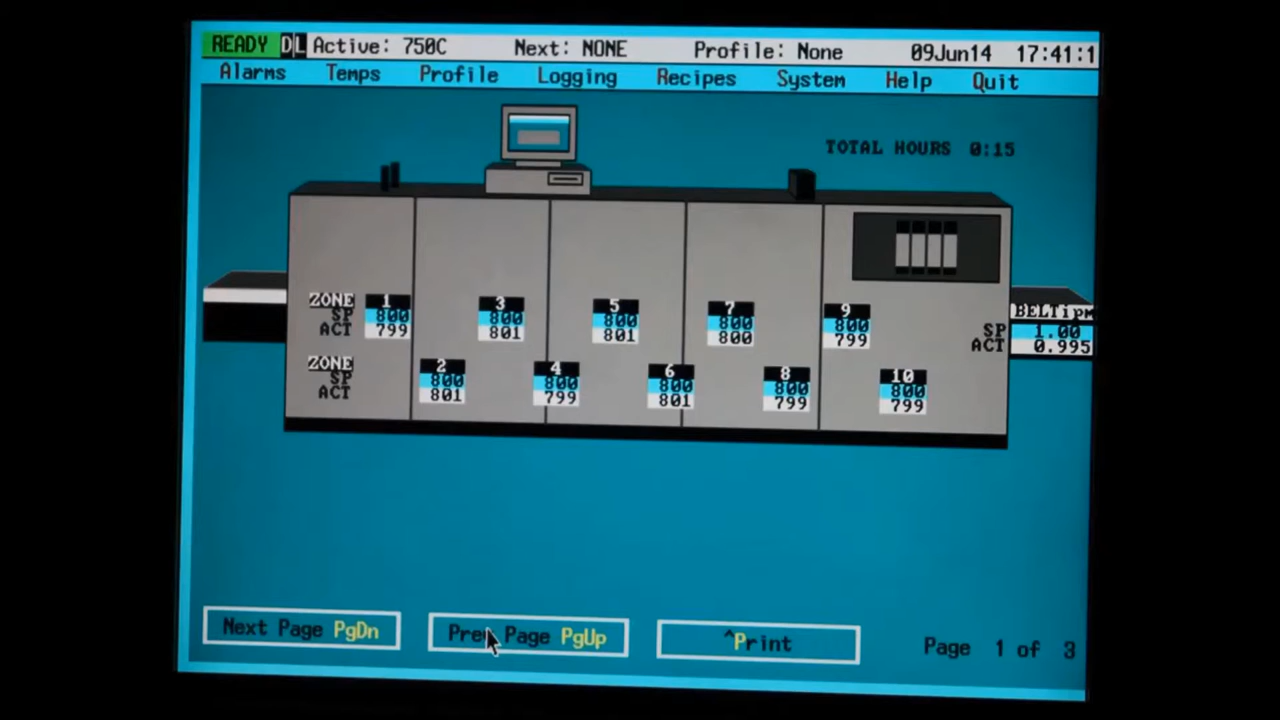 READY DL Active: 750C Next: NONE Profile: None 09Jun14 17:41:1
Alarms Temps Profile Logging Recipes System Help Quit
TOTAL HOURS 0:15
ZONE 1 3 5 7 9 BELTipm
SP 800 800 800 800 800 SP 1.00
ACT 799 801 801 800 799 ACT 0.995
ZONE 2 4 6 8 10
SP 800 800 800 800 800
ACT 801 799 801 799 799
Next Page PgDn Prev Page PgUp ^Print Page 1 of 3